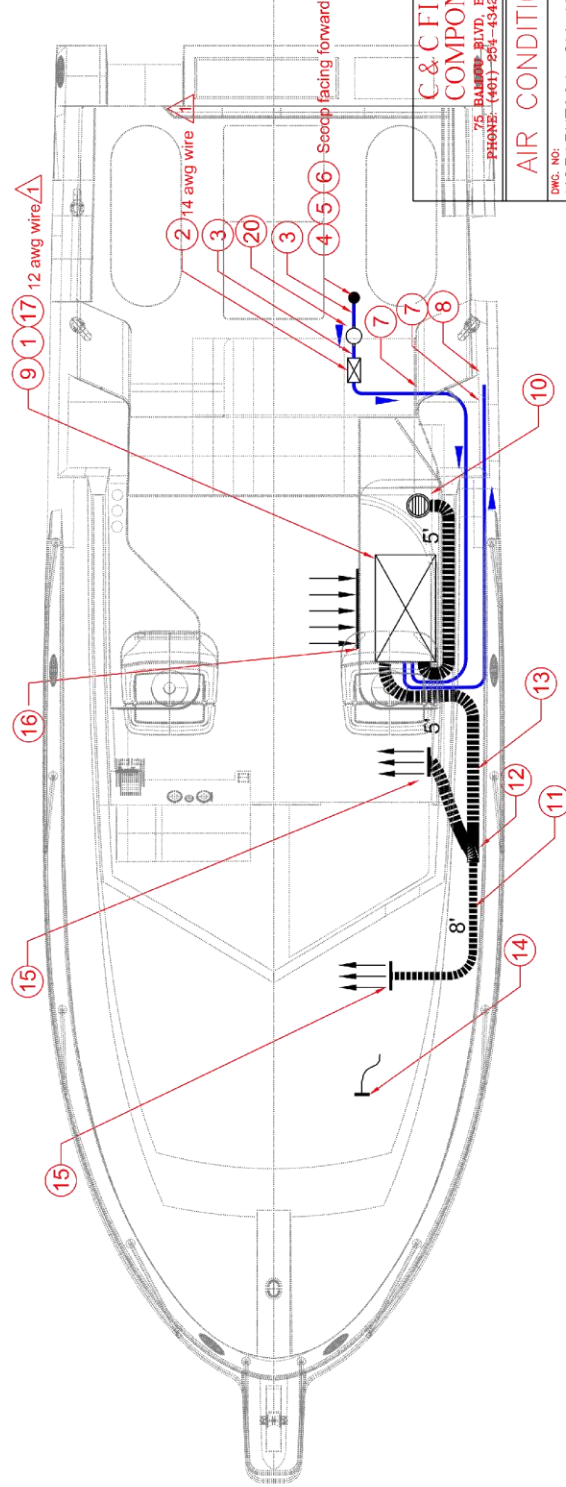 9 1 17 12 awg wire 1
2 14 awg wire 1
3
20
3
4 5 6 Scoop facing forward
7
7
8
10
5'
16
5'
13
12
11
8'
15
14
15
C & C FI
COMPON
75 BALLOU BLVD, B
PHONE: (401) 254-4342
AIR CONDITIO
DWG. NO: